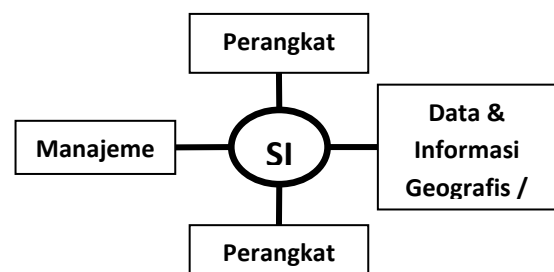 Perangkat
Manajeme
SI
Data &
Informasi
Geografis /
Perangkat